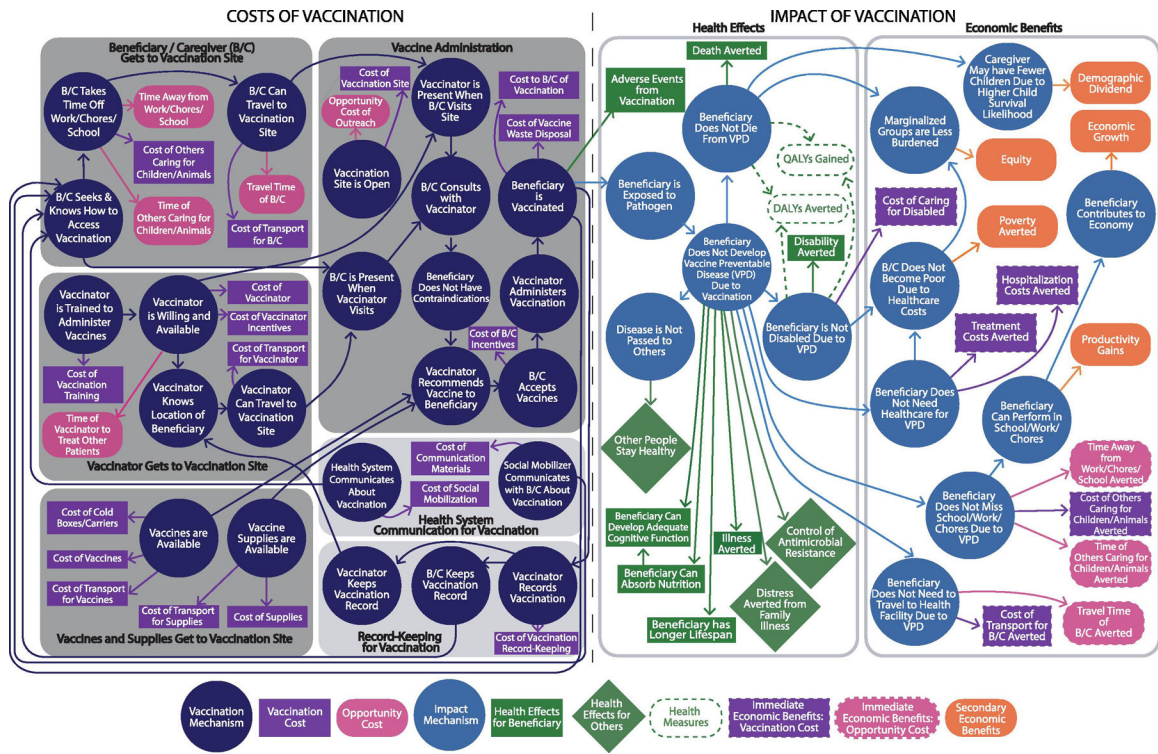 COSTS OF VACCINATION
IMPACT OF VACCINATION
Beneficiary / Caregiver (B/C)
Gets to Vaccination Site
B/C Takes
Time Off
Work/Chores/
School
Time Away from
Work/Chores/
School
Cost of Others
Caring for
Children/Animals
Time of
Others Caring for
Children/Animals
B/C Can
Travel to
Vaccination
Site
Travel Time
of B/C
Cost of Transport
for B/C
B/C Seeks &
Knows How to
Access
Vaccination
Vaccinator
is Trained to
Administer
Vaccines
Vaccinator is
Willing and
Available
Cost of
Vaccinator
Cost of Vaccinator
Incentives
Cost of Transport
for Vaccinator
Cost of
Vaccination
Training
Time of
Vaccinator to
Treat Other
Patients
Vaccinator
Knows
Location of
Beneficiary
Vaccinator
Can Travel to
Vaccination
Site
Vaccinator Gets to Vaccination Site
Cost of Cold
Boxes/Carriers
Cost of Vaccines
Cost of Transport
for Vaccines
Vaccines are
Available
Vaccine
Supplies are
Available
Cost of Transport
for Supplies
Cost of Supplies
Vaccines and Supplies Get to Vaccination Site
Vaccine Administration
Cost of
Vaccination Site
Opportunity
Cost of
Outreach
Vaccination
Site is Open
Vaccinator is
Present When
B/C Visits
Site
Cost to B/C of
Vaccination
Cost of Vaccine
Waste Disposal
B/C Consults
with
Vaccinator
Beneficiary
is
Vaccinated
B/C is Present
When
Vaccinator
Visits
Beneficiary
Does Not Have
Contraindications
Vaccinator
Administers
Vaccination
Cost of B/C
Incentives
Vaccinator
Recommends
Vaccine to
Beneficiary
B/C
Accepts
Vaccines
Health System
Communicates
About
Vaccination
Cost of
Communication
Materials
Cost of Social
Mobilization
Social Mobilizer
Communicates
with B/C About
Vaccination
Health System
Communication for Vaccination
Vaccinator
Keeps
Vaccination
Record
B/C Keeps
Vaccination
Record
Vaccinator
Records
Vaccination
Record-Keeping
for Vaccination
Cost of Vaccination
Record-Keeping
Health Effects
Death Averted
Adverse Events
from
Vaccination
Beneficiary
Does Not Die
From VPD
QALYs Gained
DALYs Averted
Beneficiary is
Exposed to
Pathogen
Beneficiary
Does Not Develop
Vaccine Preventable
Disease (VPD)
Due to
Vaccination
Disability
Averted
Disease is Not
Passed to
Others
Beneficiary is Not
Disabled Due to
VPD
Other People
Stay Healthy
Beneficiary Can
Develop Adequate
Cognitive Function
Beneficiary Can
Absorb Nutrition
Illness
Averted
Control of
Antimicrobial
Resistance
Distress
Averted from
Family
Illness
Beneficiary has
Longer Lifespan
Economic Benefits
Caregiver
May have Fewer
Children Due to
Higher Child
Survival
Likelihood
Demographic
Dividend
Marginalized
Groups are Less
Burdened
Economic
Growth
Equity
Cost of Caring
for Disabled
Beneficiary
Contributes to
Economy
Poverty
Averted
B/C Does Not
Become Poor
Due to
Healthcare
Costs
Hospitalization
Costs Averted
Treatment
Costs Averted
Productivity
Gains
Beneficiary Does
Not Need
Healthcare for
VPD
Beneficiary
Can Perform in
School/Work/
Chores
Time Away
from
Work/Chores/
School Averted
Beneficiary
Does Not Miss
School/Work/
Chores Due to
VPD
Cost of Others
Caring for
Children/Animals
Averted
Time of
Others Caring for
Children/Animals
Averted
Beneficiary
Does Not Need to
Travel to Health
Facility Due to
VPD
Cost of
Transport for
B/C Averted
Travel Time
of
B/C Averted
Vaccination
Mechanism
Vaccination
Cost
Opportunity
Cost
Impact
Mechanism
Health Effects
for Beneficiary
Health
Effects for
Others
Health
Measures
Immediate
Economic Benefits:
Vaccination Cost
Immediate
Economic Benefits:
Opportunity Cost
Secondary
Economic
Benefits